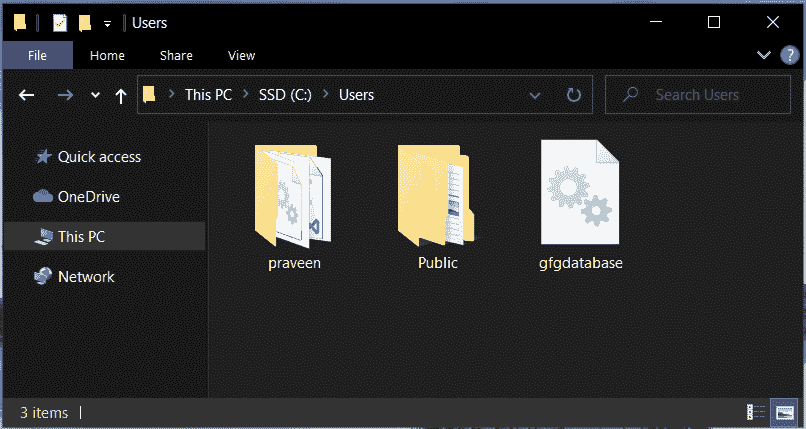 Users
File Home Share View
?
This PC > SSD (C:) > Users
Search Users
Quick access
OneDrive
This PC
Network
praveen Public gfgdatabase
3 items